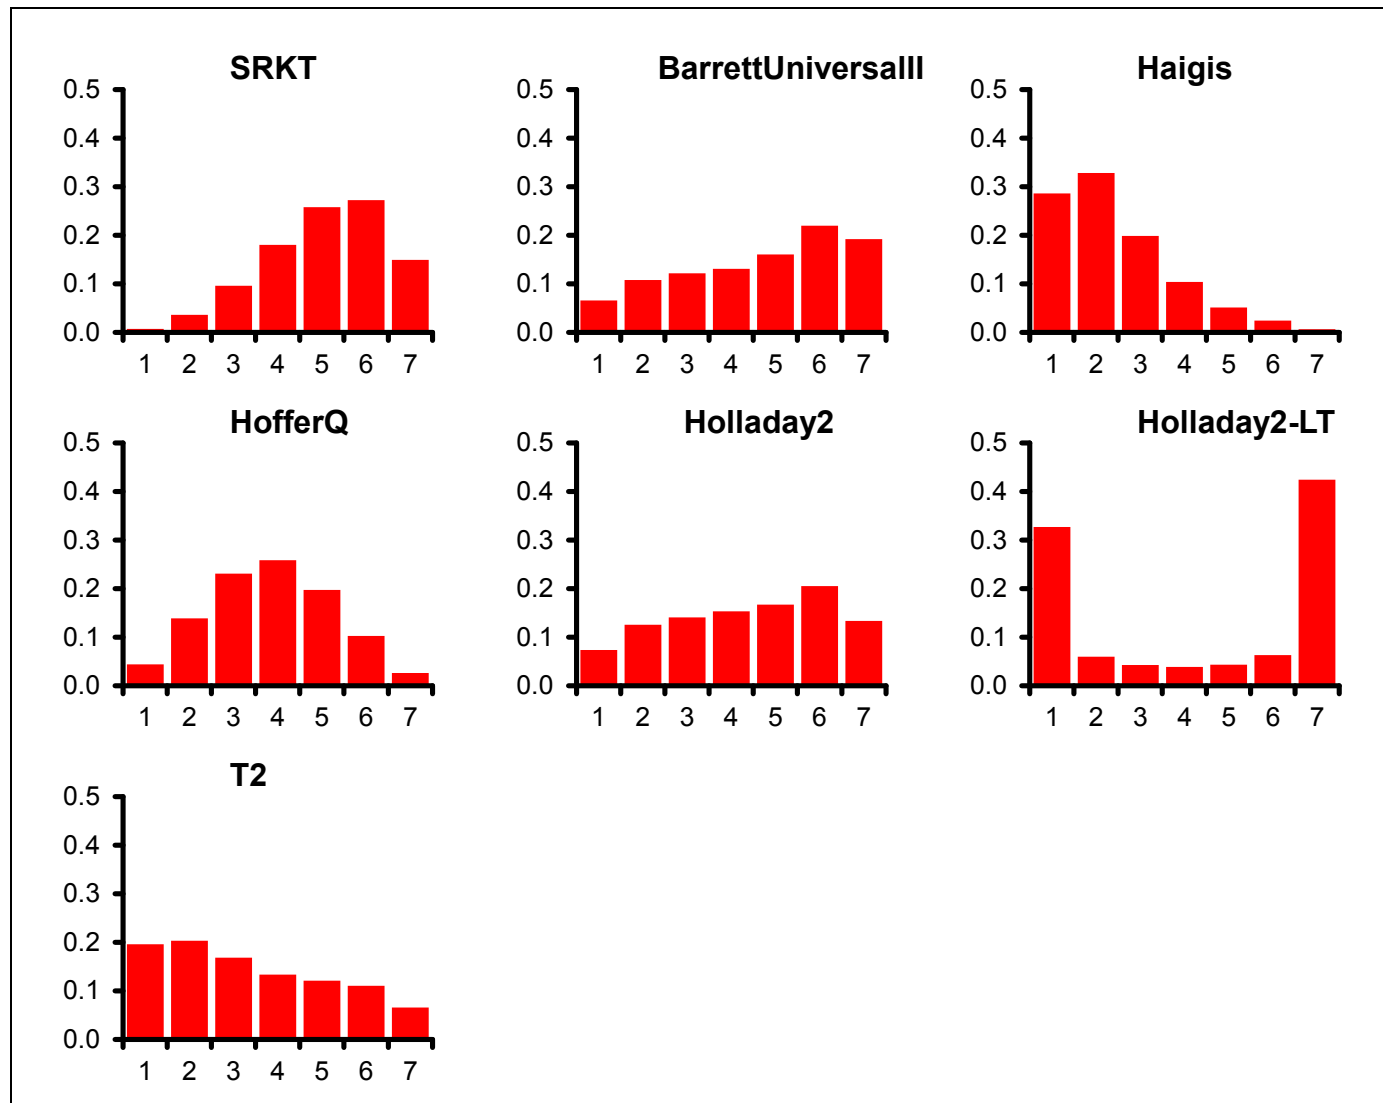 SRKT BarrettUniversalII Haigis
0.5 0.5 0.5
0.4 0.4 0.4
0.3 0.3 0.3
0.2 0.2 0.2
0.1 0.1 0.1
0.0 0.0 0.0
1 2 3 4 5 6 7 1 2 3 4 5 6 7 1 2 3 4 5 6 7
HofferQ Holladay2 Holladay2-LT
0.5 0.5 0.5
0.4 0.4 0.4
0.3 0.3 0.3
0.2 0.2 0.2
0.1 0.1 0.1
0.0 0.0 0.0
1 2 3 4 5 6 7 1 2 3 4 5 6 7 1 2 3 4 5 6 7
T2
0.5
0.4
0.3
0.2
0.1
0.0
1 2 3 4 5 6 7